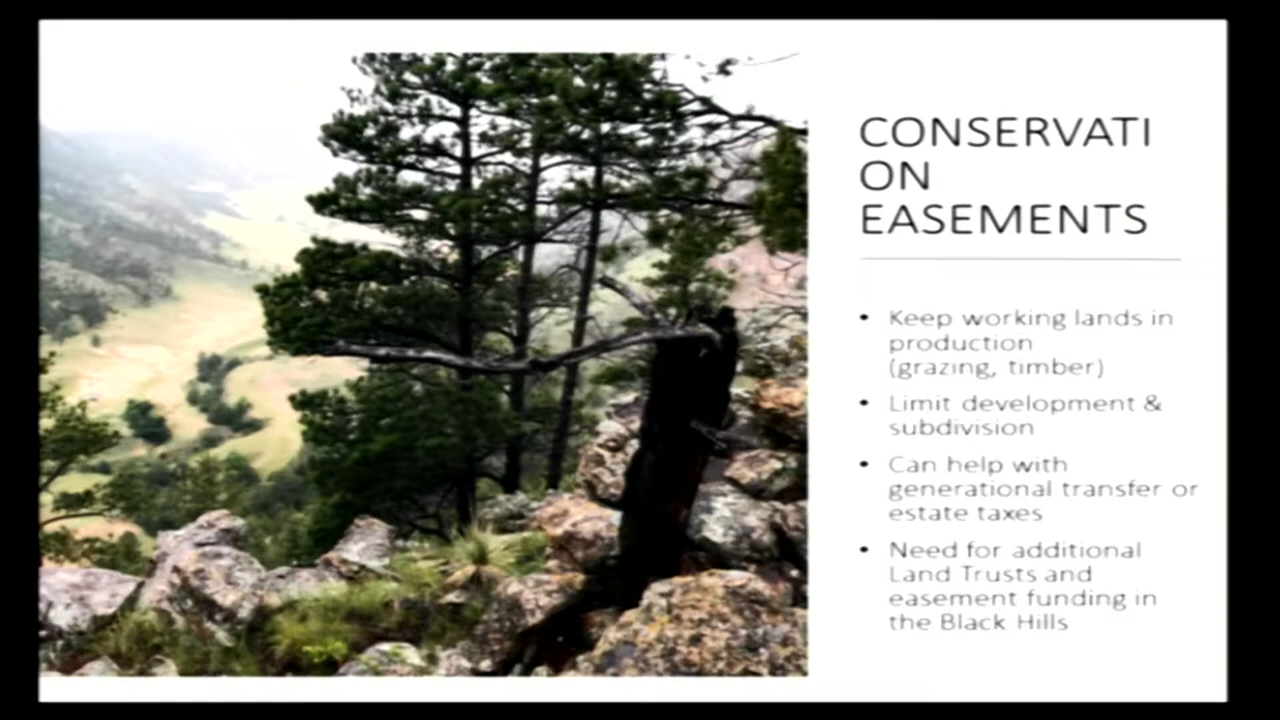 CONSERVATI
ON
EASEMENTS
• Keep working lands in
production
(grazing, timber)
• Limit development &
subdivision
• Can help with
generational transfer or
estate taxes
• Need for additional
Land Trusts and
easement funding in
the Black Hills